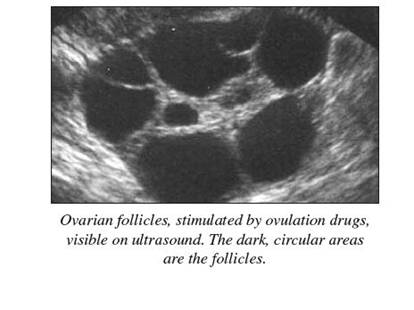 Ovarian follicles, stimulated by ovulation drugs,
visible on ultrasound. The dark, circular areas
are the follicles.